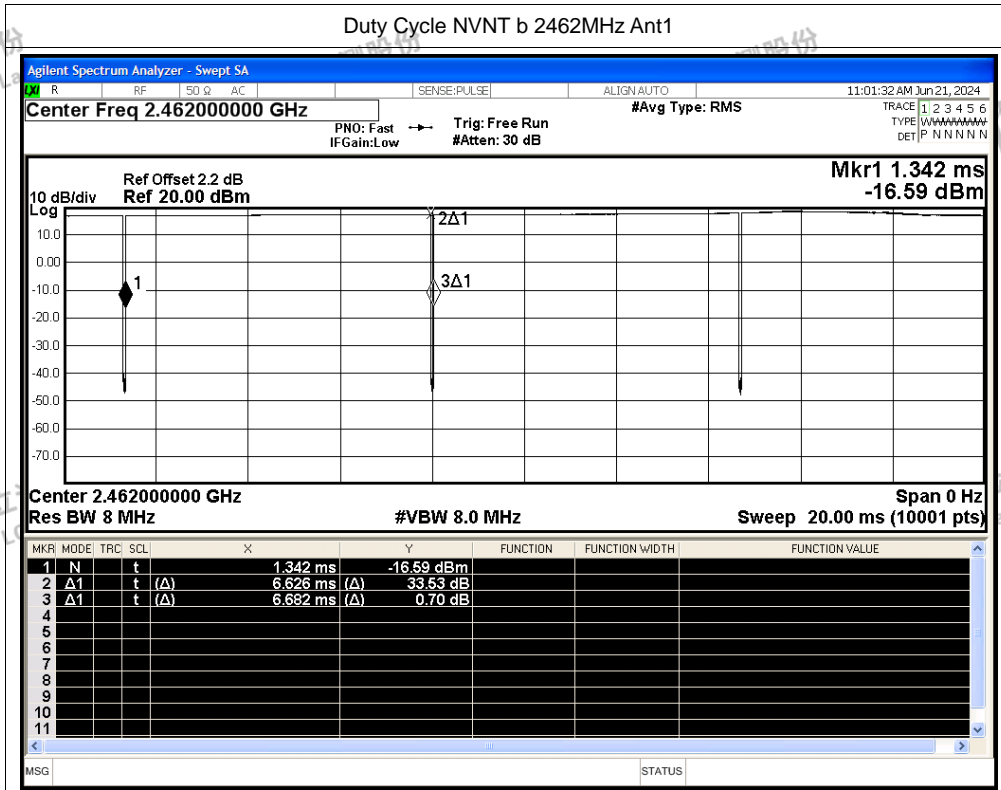 Duty Cycle NVNT b 2462MHz Ant1
Agilent Spectrum Analyzer - Swept SA
LXI R RF 50 Ω AC SENSE:PULSE ALIGN AUTO 11:01:32 AM Jun 21, 2024
Center Freq 2.462000000 GHz #Avg Type: RMS TRACE 1 2 3 4 5 6
PNO: Fast Trig: Free Run TYPE
IFGain:Low #Atten: 30 dB DET P N N N N N
Mkr1 1.342 ms
Ref Offset 2.2 dB
10 dB/div Ref 20.00 dBm -16.59 dBm
Log
10.0
0.00
-10.0
-20.0
-30.0
-40.0
-50.0
-60.0
-70.0
2Δ1
1
3Δ1
Center 2.462000000 GHz Span 0 Hz
Res BW 8 MHz #VBW 8.0 MHz Sweep 20.00 ms (10001 pts)
MKR MODE TRC SCL X Y FUNCTION FUNCTION WIDTH FUNCTION VALUE
1 N t 1.342 ms -16.59 dBm
2 Δ1 t (Δ) 6.626 ms (Δ) 33.53 dB
3 Δ1 t (Δ) 6.682 ms (Δ) 0.70 dB
4
5
6
7
8
9
10
11
MSG STATUS